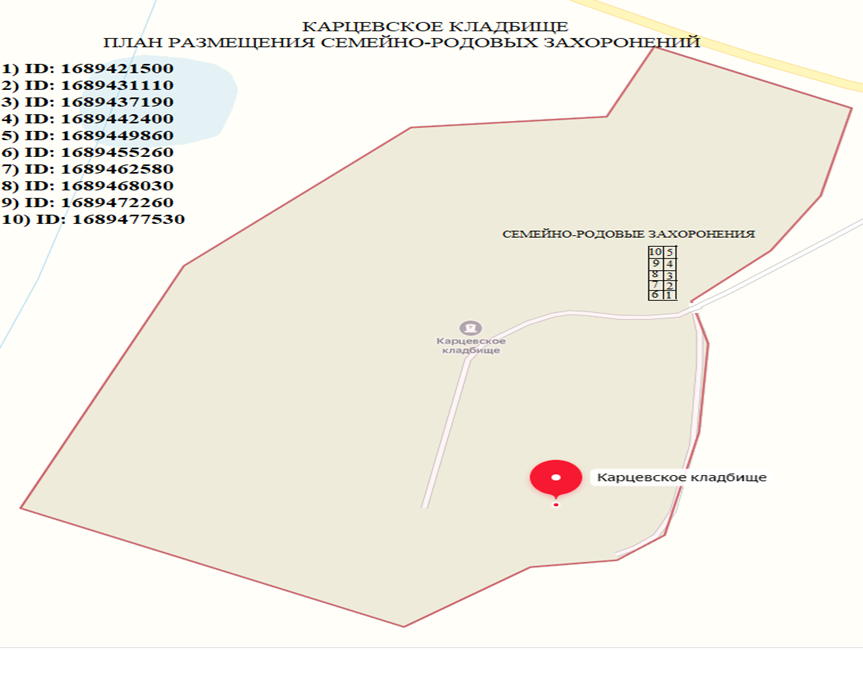 КАРЦЕВСКОЕ КЛАДБИЩЕ
ПЛАН РАЗМЕЩЕНИЯ СЕМЕЙНО-РОДОВЫХ ЗАХОРОНЕНИЙ
1) ID: 1689421500
2) ID: 1689431110
3) ID: 1689437190
4) ID: 1689442400
5) ID: 1689449860
6) ID: 1689455260
7) ID: 1689462580
8) ID: 1689468030
9) ID: 1689472260
10) ID: 1689477530
СЕМЕЙНО-РОДОВЫЕ ЗАХОРОНЕНИЯ
10 5
9 4
8 3
7 2
6 1
Карцевское
кладбище
Карцевское кладбище